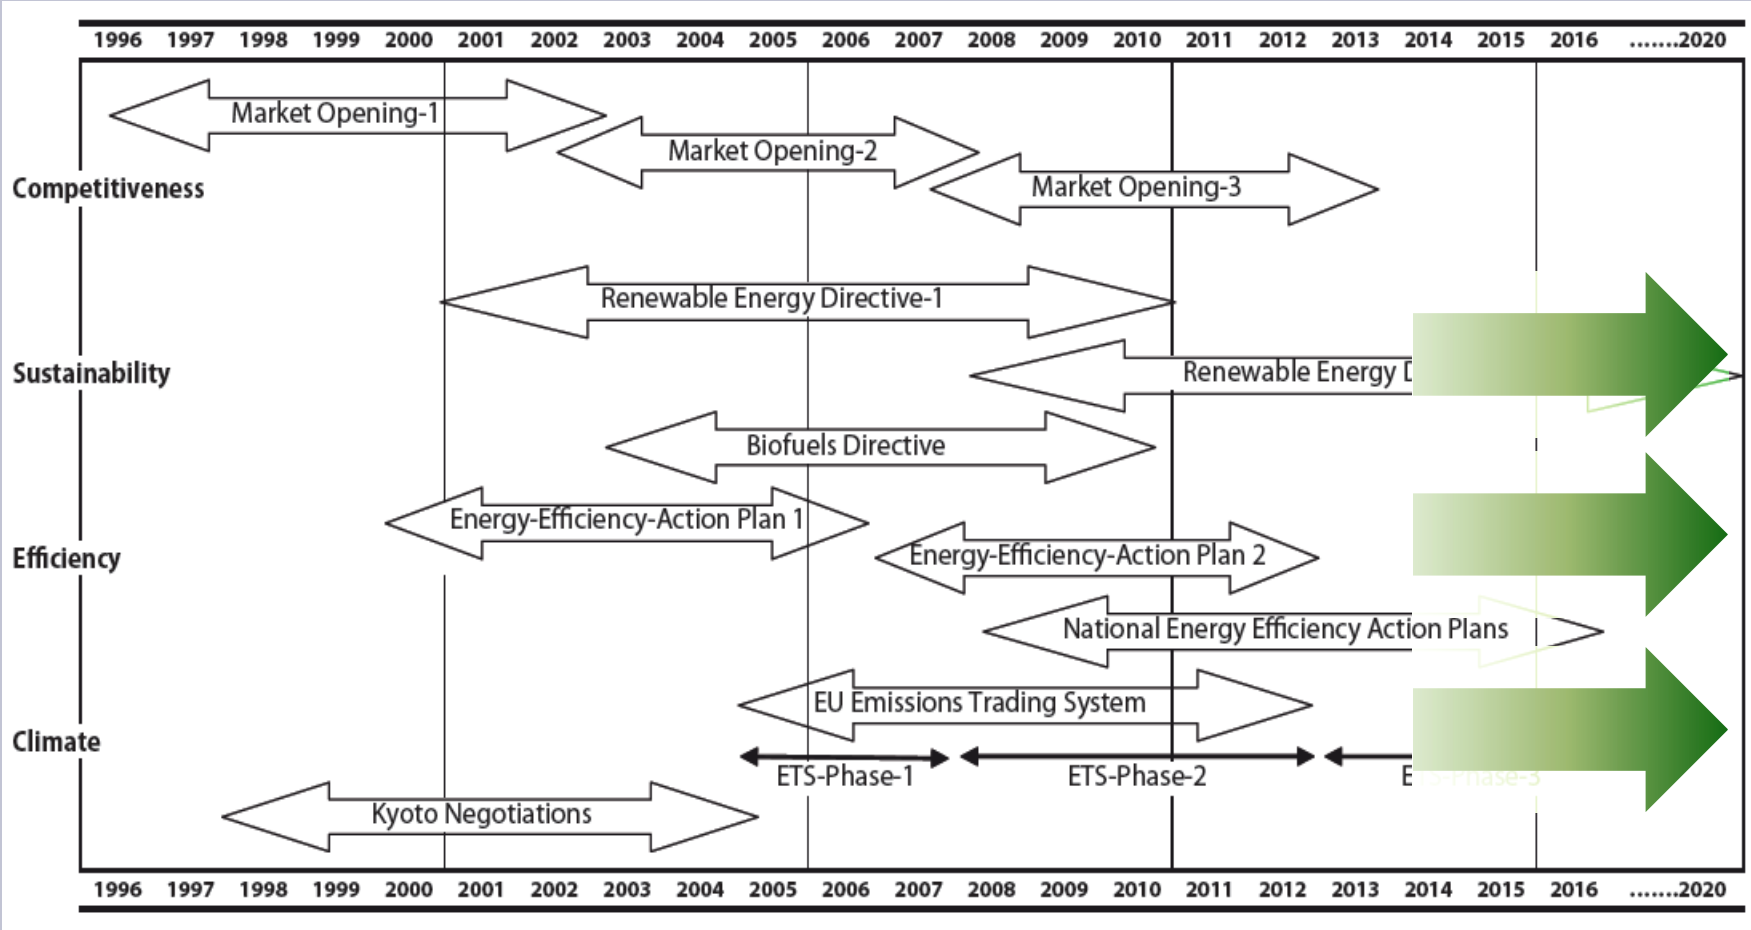 1996 1997 1998 1999 2000 2001 2002 2003 2004 2005 2006 2007 2008 2009 2010 2011 2012 2013 2014 2015 2016 .......2020
Market Opening-1
Market Opening-2
Market Opening-3
Competitiveness
Renewable Energy Directive-1
Sustainability
Renewable Energy D
Biofuels Directive
Energy-Efficiency-Action Plan 1
Efficiency
Energy-Efficiency-Action Plan 2
National Energy Efficiency Action Plans
EU Emissions Trading System
Climate
ETS-Phase-1
ETS-Phase-2
ETS-Phase-3
Kyoto Negotiations
1996 1997 1998 1999 2000 2001 2002 2003 2004 2005 2006 2007 2008 2009 2010 2011 2012 2013 2014 2015 2016 .......2020